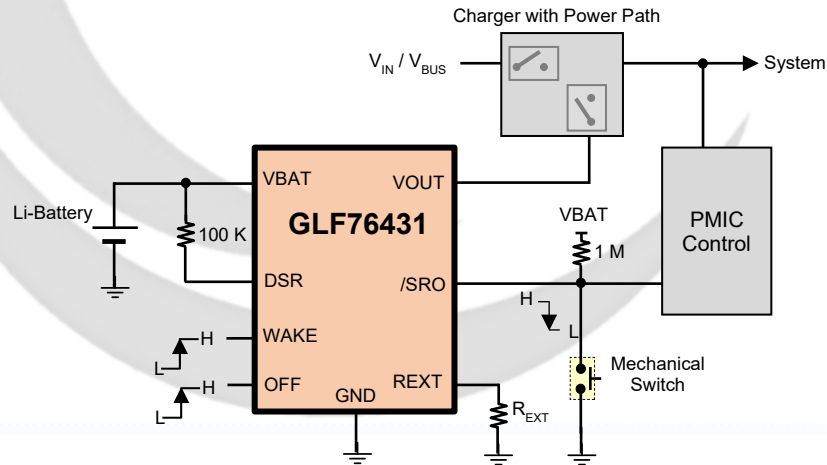 Charger with Power Path
V_IN / V_BUS
System
VBAT
VOUT
Li-Battery
GLF76431
VBAT
PMIC
Control
100 K
1 M
DSR
/SRO
H
L
WAKE
H
L
Mechanical
Switch
OFF
H
L
GND
REXT
R_EXT